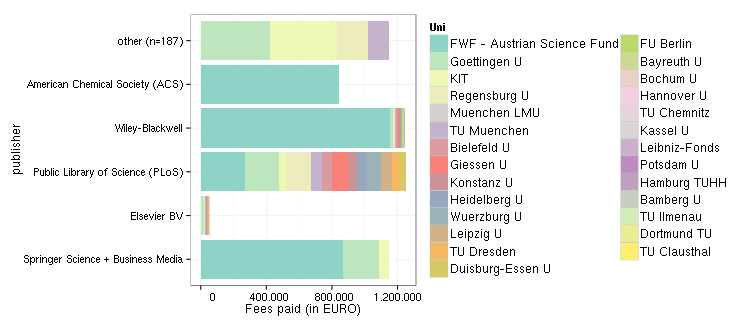 Uni
other (n=187)
American Chemical Society (ACS)
Wiley-Blackwell
Public Library of Science (PLoS)
Elsevier BV
Springer Science + Business Media
publisher
0 400.000 800.000 1.200.000
Fees paid (in EURO)
FWF - Austrian Science Fund
Goettingen U
KIT
Regensburg U
Muenchen LMU
TU Muenchen
Bielefeld U
Giessen U
Konstanz U
Heidelberg U
Wuerzburg U
Leipzig U
TU Dresden
Duisburg-Essen U
FU Berlin
Bayreuth U
Bochum U
Hannover U
TU Chemnitz
Kassel U
Leibniz-Fonds
Potsdam U
Hamburg TUHH
Bamberg U
TU Ilmenau
Dortmund TU
TU Clausthal